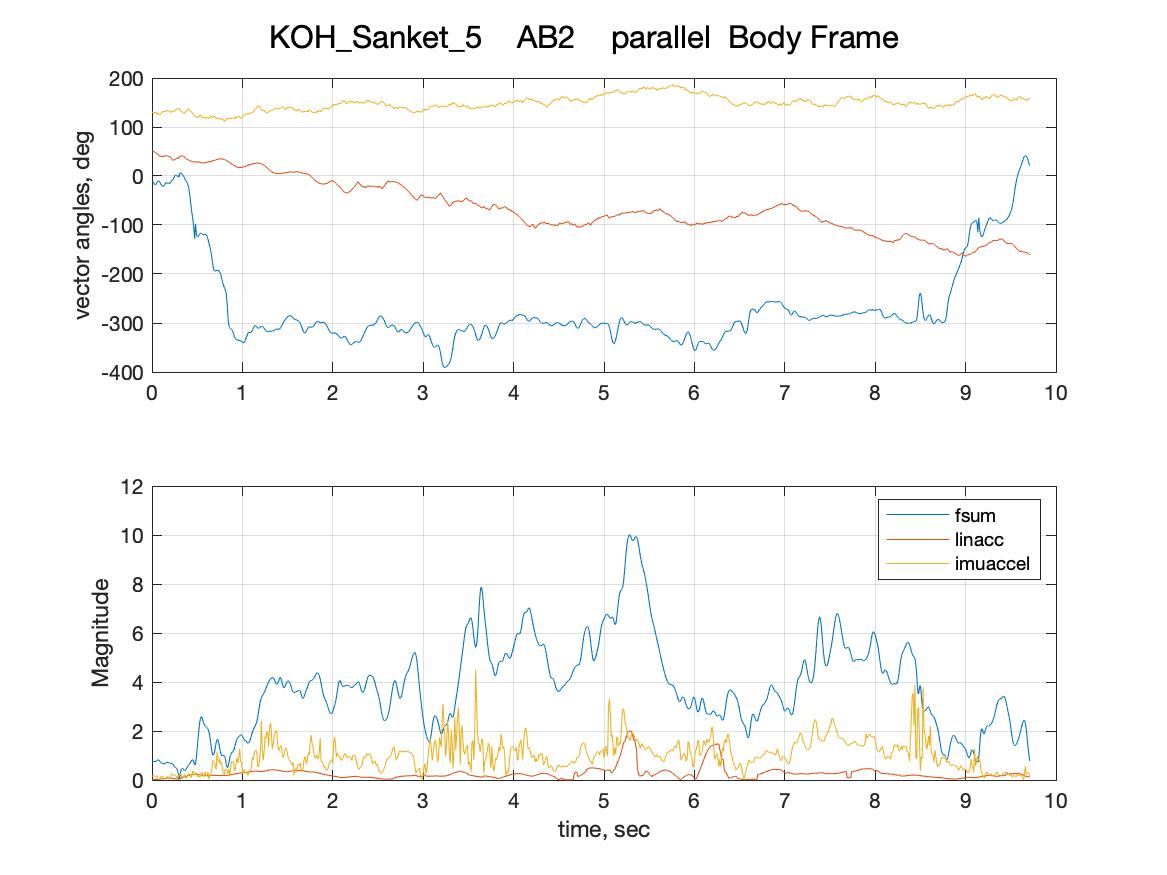 KOH_Sanket_5 AB2 parallel Body Frame
200
100
0
-100
-200
-300
-400
vector angles, deg
0 1 2 3 4 5 6 7 8 9 10
12
10
8
6
4
2
0
Magnitude
fsum
linacc
imuaccel
0 1 2 3 4 5 6 7 8 9 10
time, sec